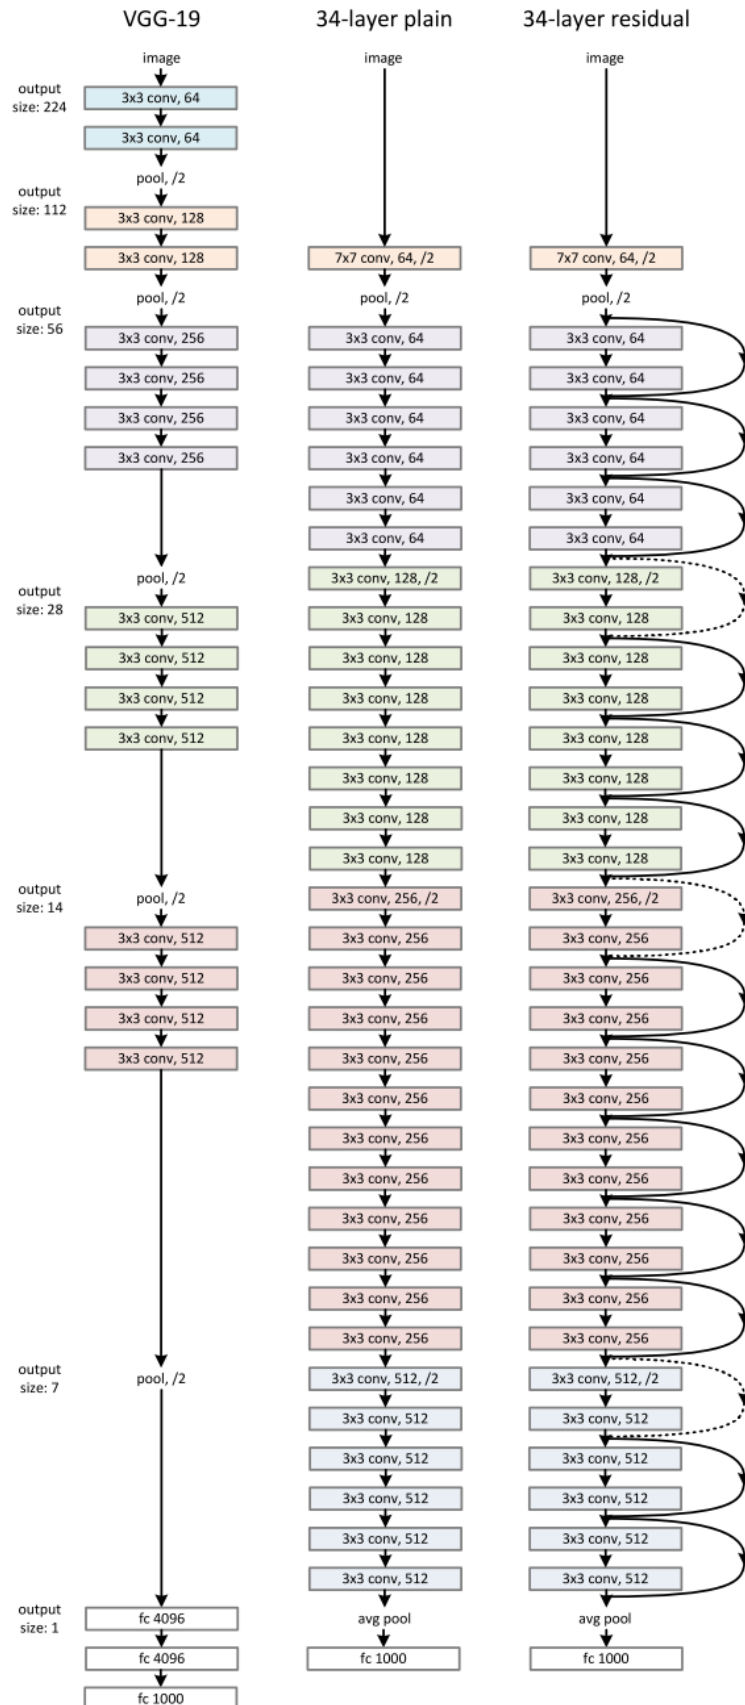 output
size: 224
output
size: 112
output
size: 56
output
size: 28
output
size: 14
output
size: 7
output
size: 1
VGG-19
image
3x3 conv, 64
3x3 conv, 64
pool, /2
3x3 conv, 128
3x3 conv, 128
pool, /2
3x3 conv, 256
3x3 conv, 256
3x3 conv, 256
3x3 conv, 256
pool, /2
3x3 conv, 512
3x3 conv, 512
3x3 conv, 512
3x3 conv, 512
pool, /2
3x3 conv, 512
3x3 conv, 512
3x3 conv, 512
3x3 conv, 512
pool, /2
fc 4096
fc 4096
fc 1000
34-layer plain
image
7x7 conv, 64, /2
pool, /2
3x3 conv, 64
3x3 conv, 64
3x3 conv, 64
3x3 conv, 64
3x3 conv, 64
3x3 conv, 64
3x3 conv, 128, /2
3x3 conv, 128
3x3 conv, 128
3x3 conv, 128
3x3 conv, 128
3x3 conv, 128
3x3 conv, 128
3x3 conv, 128
3x3 conv, 256, /2
3x3 conv, 256
3x3 conv, 256
3x3 conv, 256
3x3 conv, 256
3x3 conv, 256
3x3 conv, 256
3x3 conv, 256
3x3 conv, 256
3x3 conv, 256
3x3 conv, 256
3x3 conv, 256
3x3 conv, 512, /2
3x3 conv, 512
3x3 conv, 512
3x3 conv, 512
3x3 conv, 512
3x3 conv, 512
avg pool
fc 1000
34-layer residual
image
7x7 conv, 64, /2
pool, /2
3x3 conv, 64
3x3 conv, 64
3x3 conv, 64
3x3 conv, 64
3x3 conv, 64
3x3 conv, 64
3x3 conv, 128, /2
3x3 conv, 128
3x3 conv, 128
3x3 conv, 128
3x3 conv, 128
3x3 conv, 128
3x3 conv, 128
3x3 conv, 128
3x3 conv, 256, /2
3x3 conv, 256
3x3 conv, 256
3x3 conv, 256
3x3 conv, 256
3x3 conv, 256
3x3 conv, 256
3x3 conv, 256
3x3 conv, 256
3x3 conv, 256
3x3 conv, 256
3x3 conv, 256
3x3 conv, 512, /2
3x3 conv, 512
3x3 conv, 512
3x3 conv, 512
3x3 conv, 512
3x3 conv, 512
avg pool
fc 1000